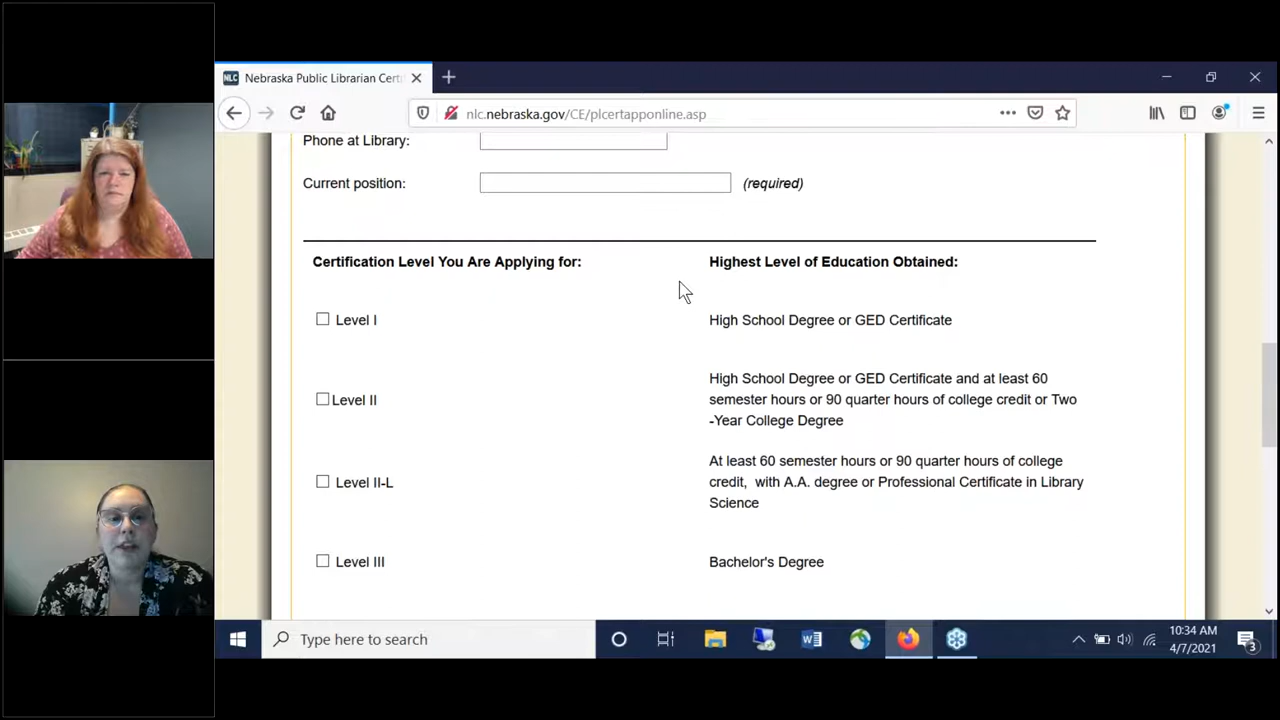 NLC
Nebraska Public Librarian Certi
nlc.nebraska.gov/CE/plcertapponline.asp
Phone at Library:
Current position:
(required)
Certification Level You Are Applying for:
Highest Level of Education Obtained:
Level I
High School Degree or GED Certificate
Level II
High School Degree or GED Certificate and at least 60
semester hours or 90 quarter hours of college credit or Two
-Year College Degree
Level II-L
At least 60 semester hours or 90 quarter hours of college
credit, with A.A. degree or Professional Certificate in Library
Science
Level III
Bachelor's Degree
Type here to search
10:34 AM
4/7/2021
3